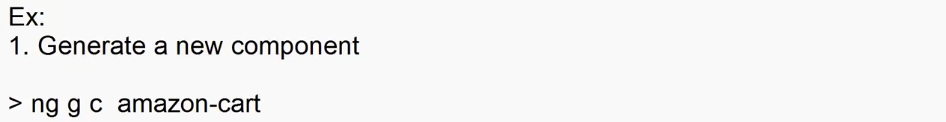 Ex:
1. Generate a new component
> ng g c  amazon-cart